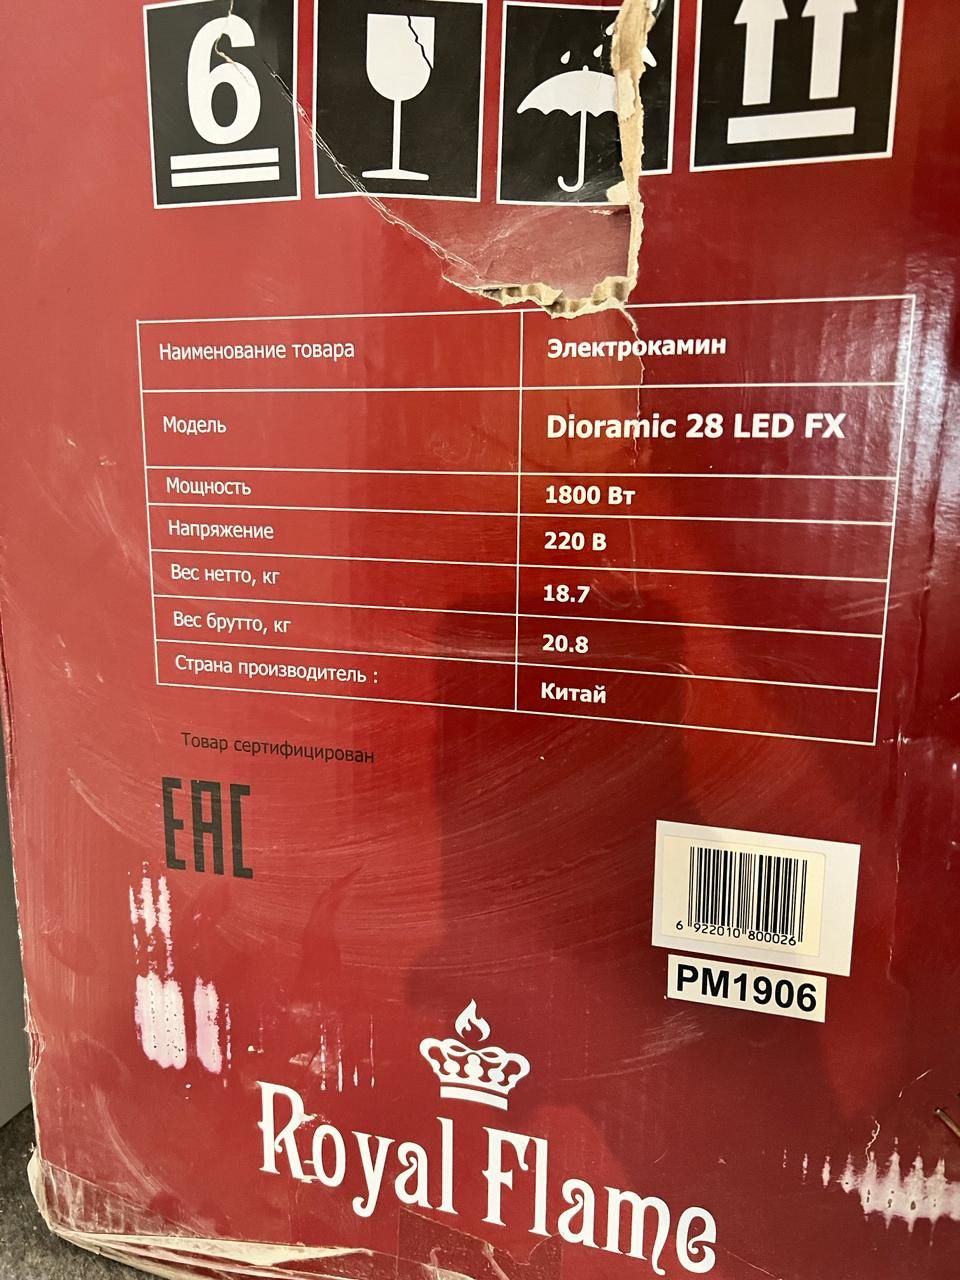 6
Наименование товара Электрокамин
Модель Dioramic 28 LED FX
Мощность 1800 Вт
Напряжение 220 В
Вес нетто, кг 18.7
Вес брутто, кг 20.8
Страна производитель : Китай
Товар сертифицирован
EAC
6 922010 800026
PM1906
Royal Flame